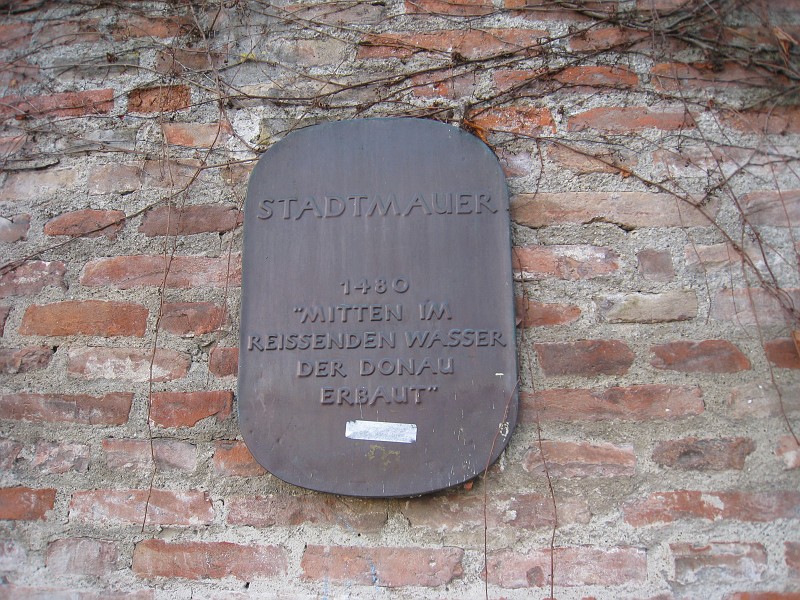 STADTMAUER
1480
"MITTEN IM
REISSENDEN WASSER
DER DONAU
ERBAUT"